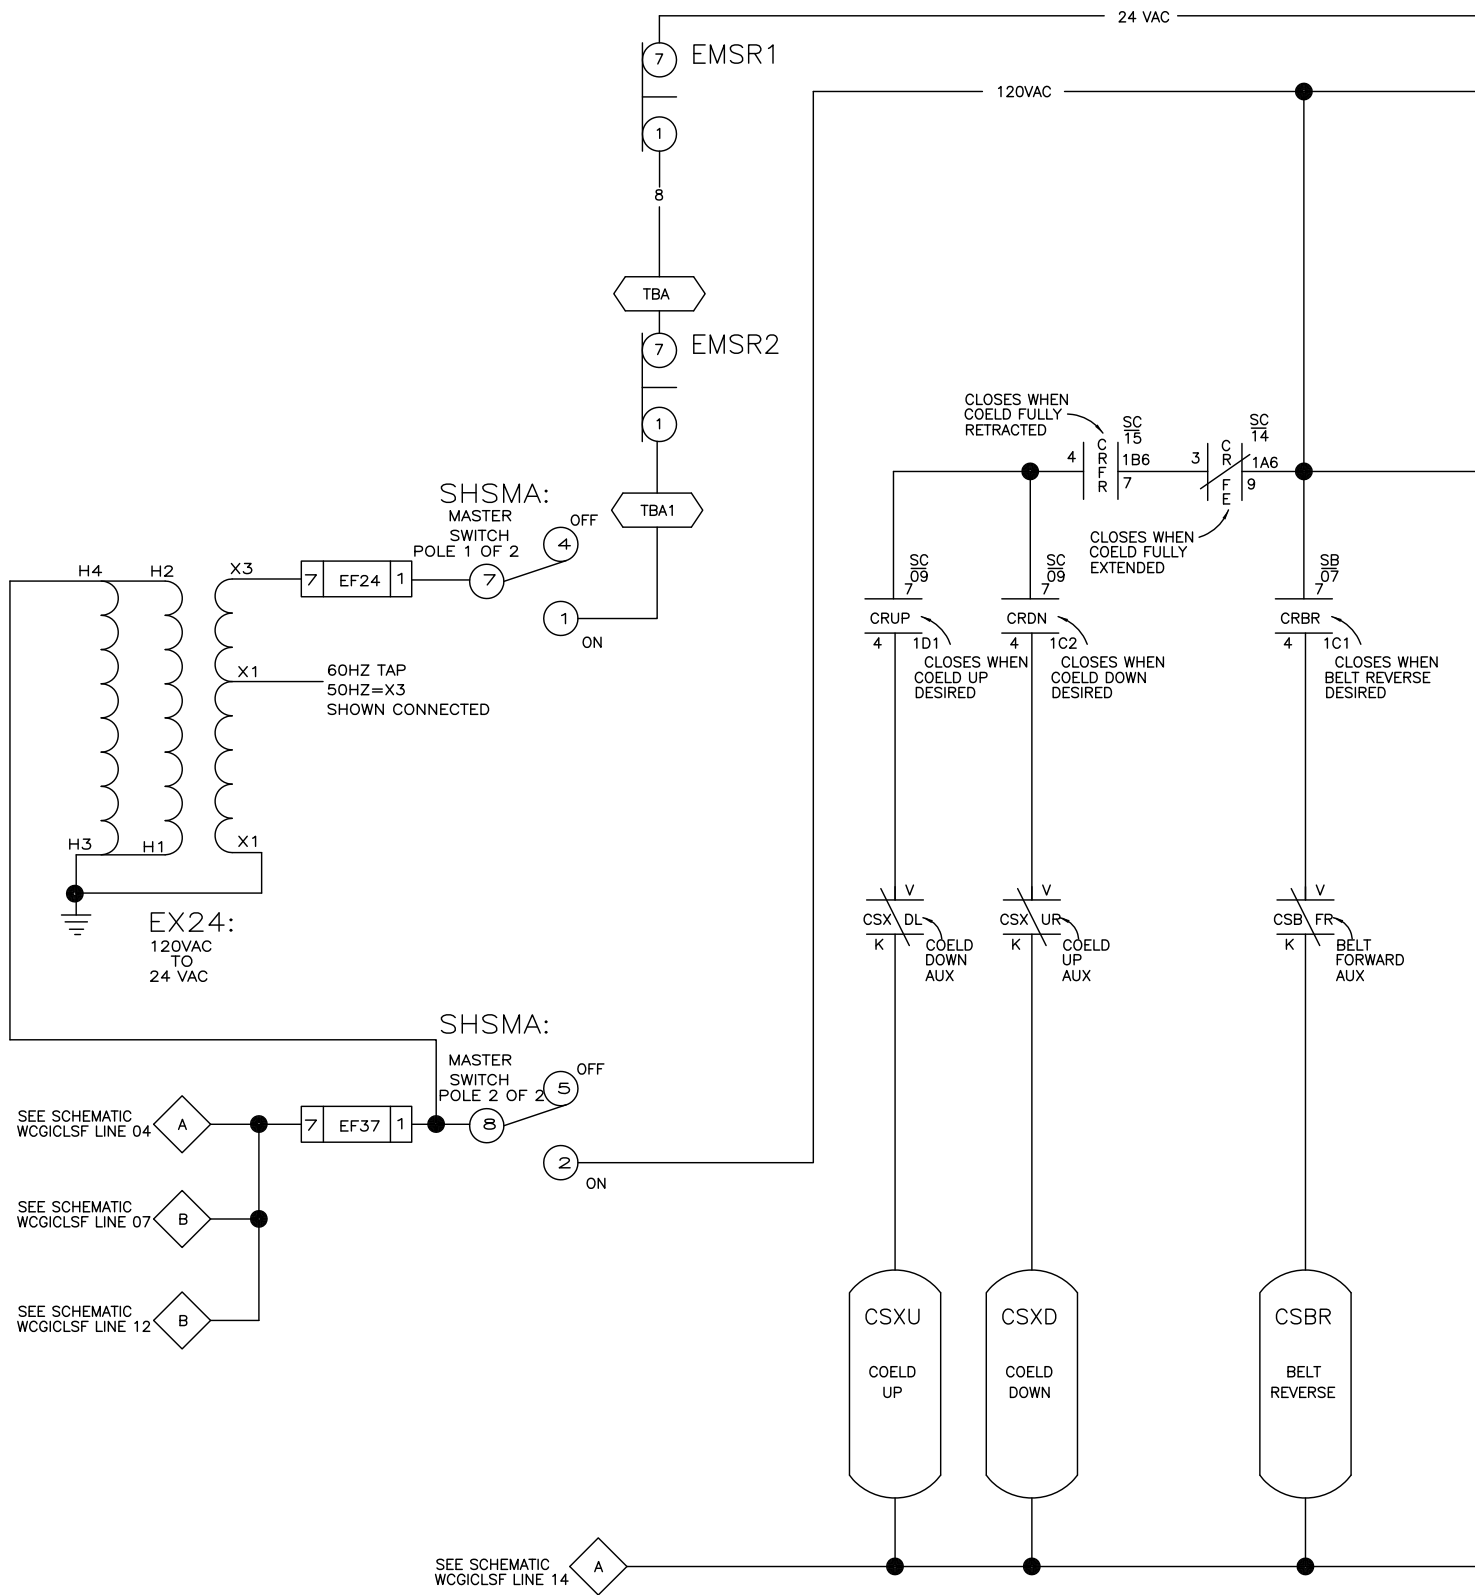 24 VAC
7
EMSR1
1
120VAC
8
TBA
7
EMSR2
1
TBA1
SHSMA:
MASTER
SWITCH
POLE 1 OF 2
OFF
4
7
1
ON
7 EF24 1
H4
H2
X3
X1
60HZ TAP
50HZ=X3
SHOWN CONNECTED
H3
H1
X1
EX24:
120VAC
TO
24 VAC
CLOSES WHEN
COELD FULLY
RETRACTED
4
CRFR
SC
15
1B6
7
3
CRFE
SC
14
1A6
9
CLOSES WHEN
COELD FULLY
EXTENDED
SC
09
7
CRUP
4
1D1
CLOSES WHEN
COELD UP
DESIRED
SC
09
7
CRDN
4
1C2
CLOSES WHEN
COELD DOWN
DESIRED
SB
07
7
CRBR
4
1C1
CLOSES WHEN
BELT REVERSE
DESIRED
V
CSX DL
K
COELD
DOWN
AUX
V
CSX UR
K
COELD
UP
AUX
V
CSB FR
K
BELT
FORWARD
AUX
SHSMA:
MASTER
SWITCH
POLE 2 OF 2
OFF
5
8
2
ON
7 EF37 1
SEE SCHEMATIC
WCGICLSF LINE 04
A
SEE SCHEMATIC
WCGICLSF LINE 07
B
SEE SCHEMATIC
WCGICLSF LINE 12
B
CSXU
COELD
UP
CSXD
COELD
DOWN
CSBR
BELT
REVERSE
SEE SCHEMATIC
WCGICLSF LINE 14
A